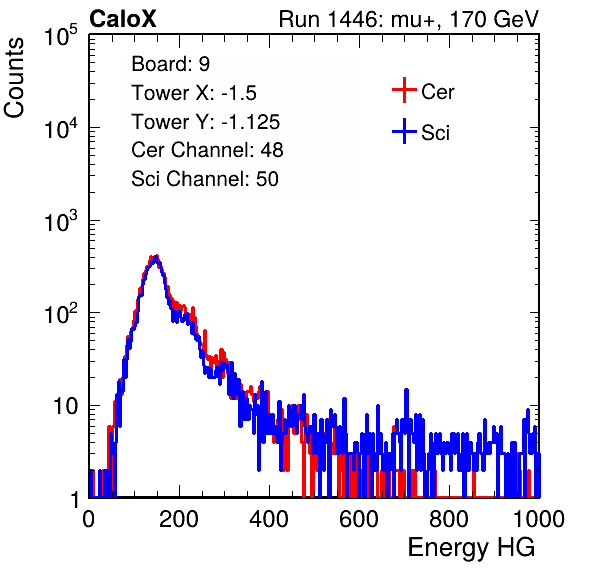 CaloX Run 1446: mu+, 170 GeV
Counts
Board: 9
Tower X: -1.5
Tower Y: -1.125
Cer Channel: 48
Sci Channel: 50
Cer
Sci
10^5
10^4
10^3
10^2
10
1
0 200 400 600 800 1000
Energy HG